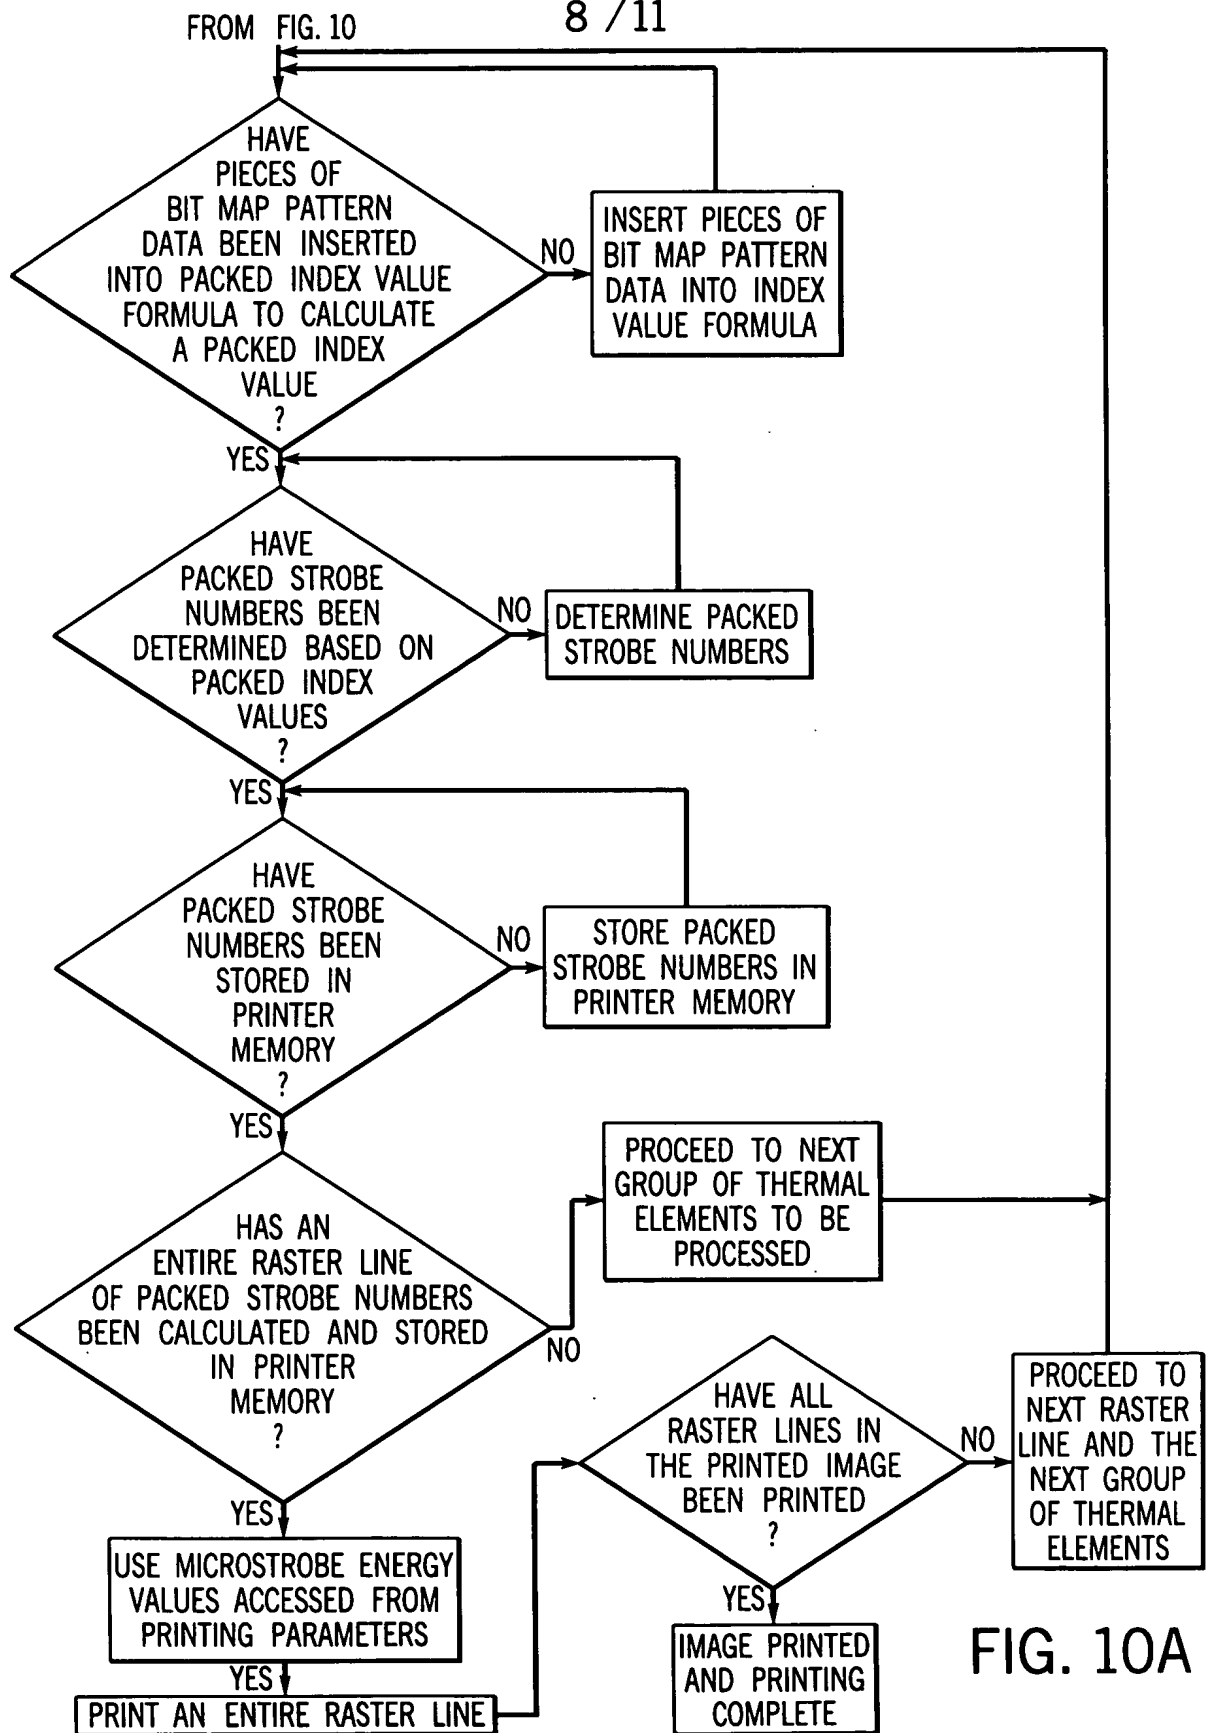 8 / 11
FROM FIG. 10
HAVE
PIECES OF
BIT MAP PATTERN
DATA BEEN INSERTED
INTO PACKED INDEX VALUE
FORMULA TO CALCULATE
A PACKED INDEX
VALUE
?
NO
INSERT PIECES OF
BIT MAP PATTERN
DATA INTO INDEX
VALUE FORMULA
YES
HAVE
PACKED STROBE
NUMBERS BEEN
DETERMINED BASED ON
PACKED INDEX
VALUES
?
NO
DETERMINE PACKED
STROBE NUMBERS
YES
HAVE
PACKED STROBE
NUMBERS BEEN
STORED IN
PRINTER
MEMORY
?
NO
STORE PACKED
STROBE NUMBERS IN
PRINTER MEMORY
YES
HAS AN
ENTIRE RASTER LINE
OF PACKED STROBE NUMBERS
BEEN CALCULATED AND STORED
IN PRINTER
MEMORY
?
NO
PROCEED TO NEXT
GROUP OF THERMAL
ELEMENTS TO BE
PROCESSED
YES
USE MICROSTROBE ENERGY
VALUES ACCESSED FROM
PRINTING PARAMETERS
YES
PRINT AN ENTIRE RASTER LINE
HAVE ALL
RASTER LINES IN
THE PRINTED IMAGE
BEEN PRINTED
?
NO
PROCEED TO
NEXT RASTER
LINE AND THE
NEXT GROUP
OF THERMAL
ELEMENTS
YES
IMAGE PRINTED
AND PRINTING
COMPLETE
FIG. 10A